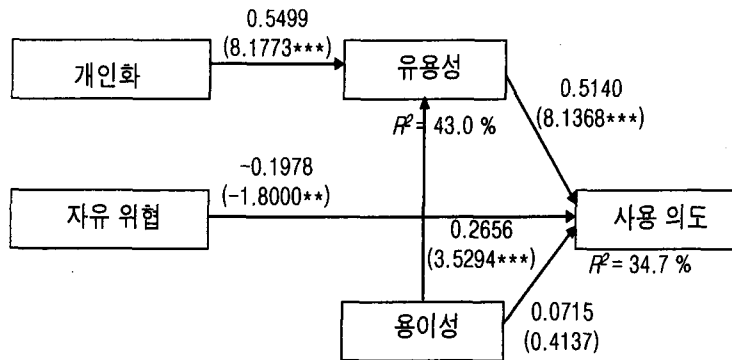 0.5499
(8.1773***)
개인화
유용성
0.5140
(8.1368***)
R² = 43.0 %
-0.1978
(-1.8000**)
자유 위협
사용 의도
0.2656
(3.5294***)
R² = 34.7 %
용이성
0.0715
(0.4137)